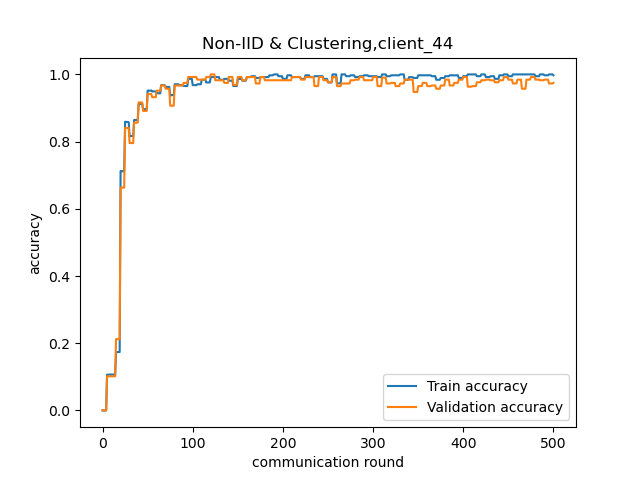 Non-IID & Clustering,client_44
1.0
0.8
0.6
0.4
0.2
0.0
accuracy
0 100 200 300 400 500
communication round
Train accuracy
Validation accuracy